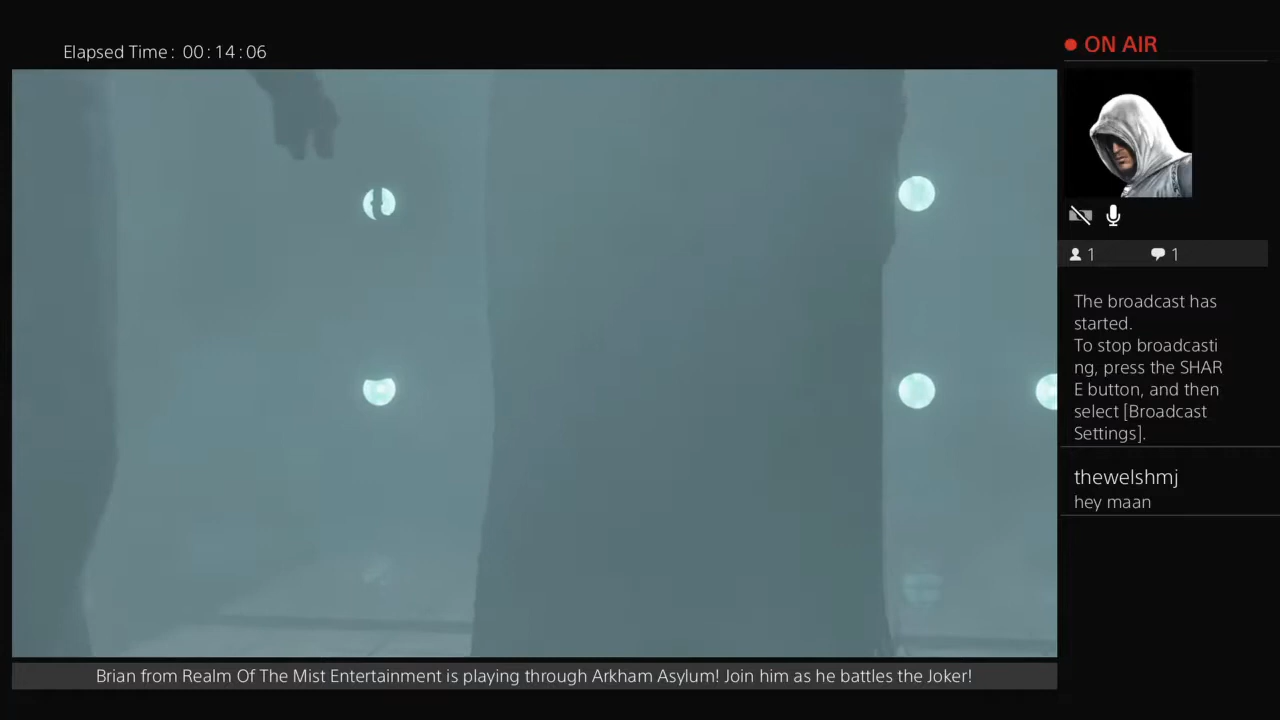 Elapsed Time: 00:14:06
ON AIR
1
1
The broadcast has
started.
To stop broadcasti
ng, press the SHAR
E button, and then
select [Broadcast
Settings].
thewelshmj
hey maan
Brian from Realm Of The Mist Entertainment is playing through Arkham Asylum! Join him as he battles the Joker!